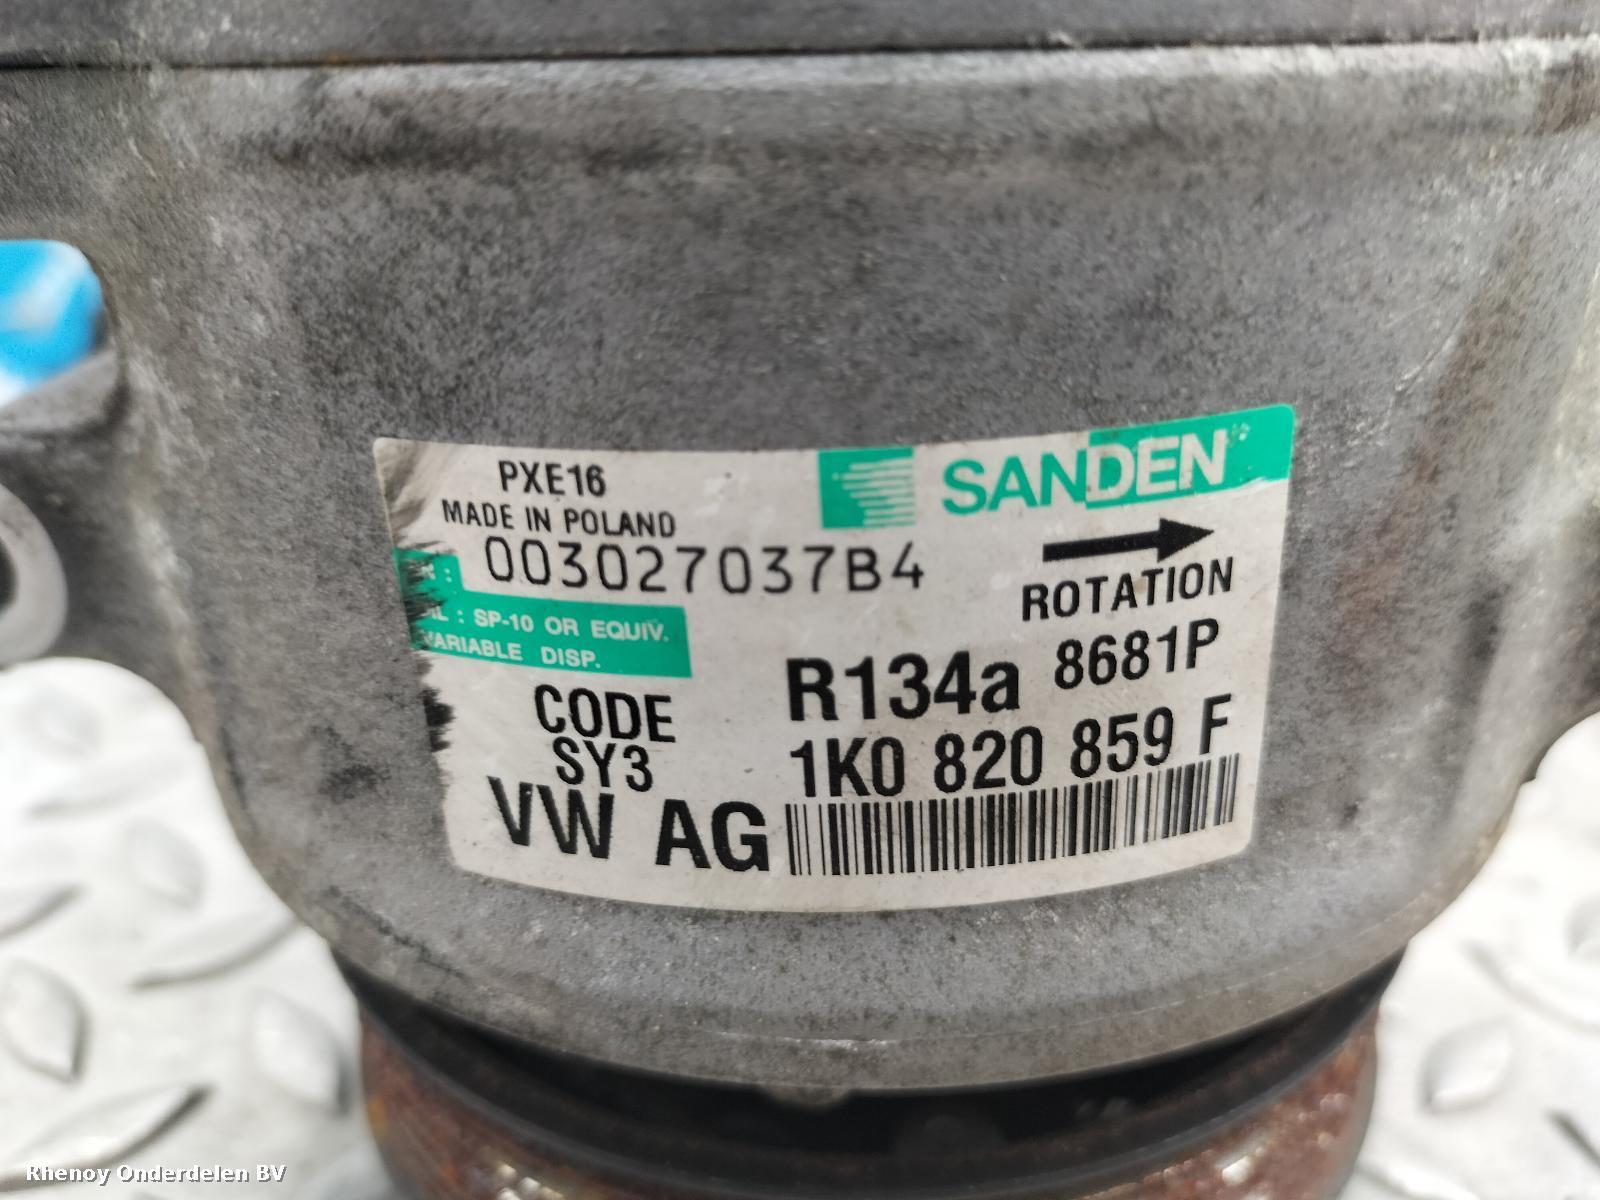 PXE16
SANDEN
MADE IN POLAND
003027037B4
ROTATION
SP-10 OR EQUIV.
VARIABLE DISP.
R134a 8681P
CODE
SY3
1K0 820 859 F
VW AG
Rhenoy Onderdelen BV